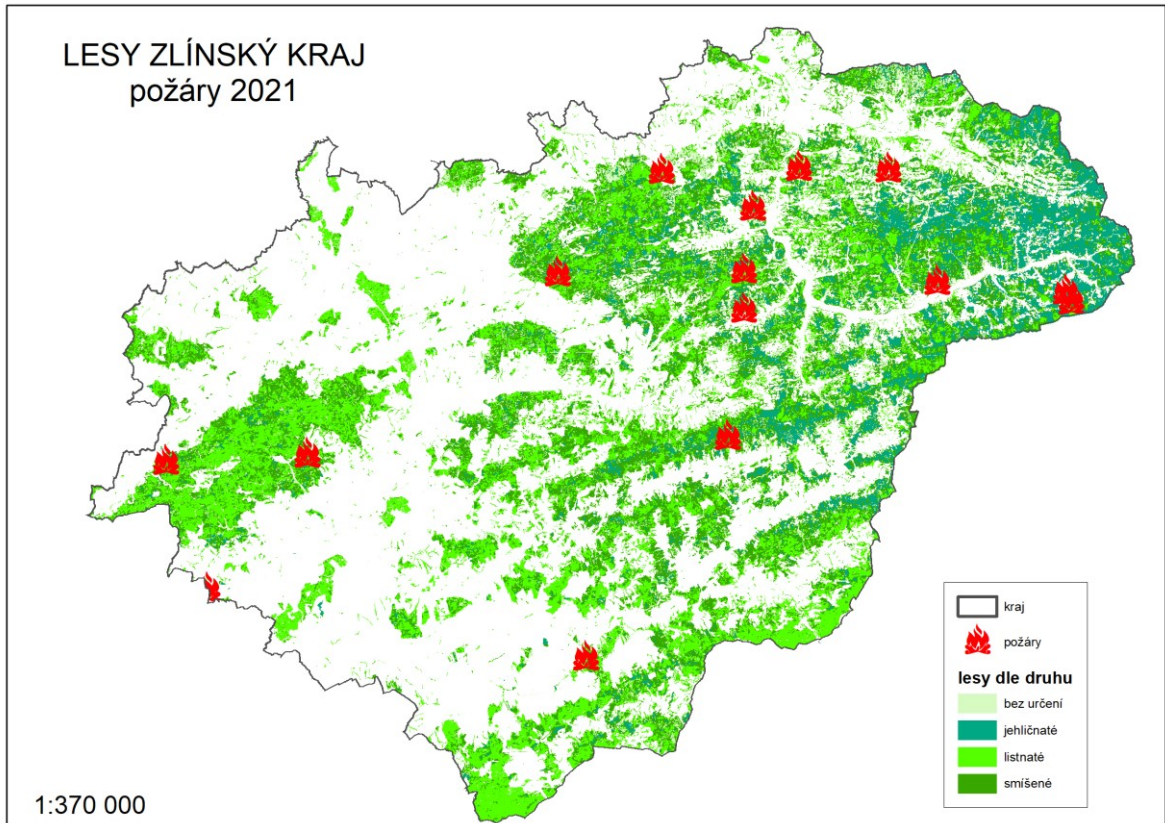 LESY ZLÍNSKÝ KRAJ
požáry 2021
kraj
požáry
lesy dle druhu
bez určení
jehličnaté
listnaté
smíšené
1:370 000